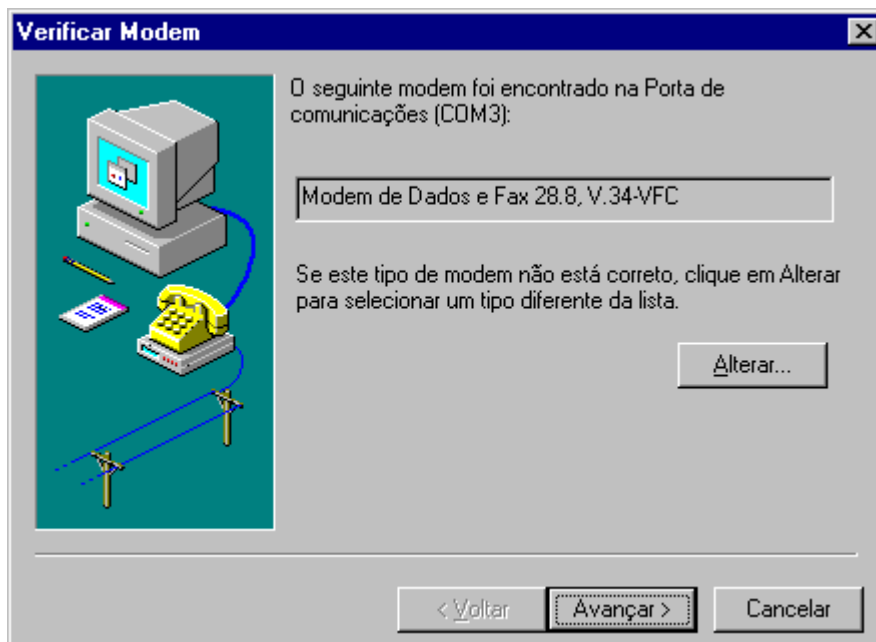 Verificar Modem
O seguinte modem foi encontrado na Porta de
comunicações (COM3):
Modem de Dados e Fax 28.8, V.34-VFC
Se este tipo de modem não está correto, clique em Alterar
para selecionar um tipo diferente da lista.
Alterar...
< Voltar
Avançar >
Cancelar